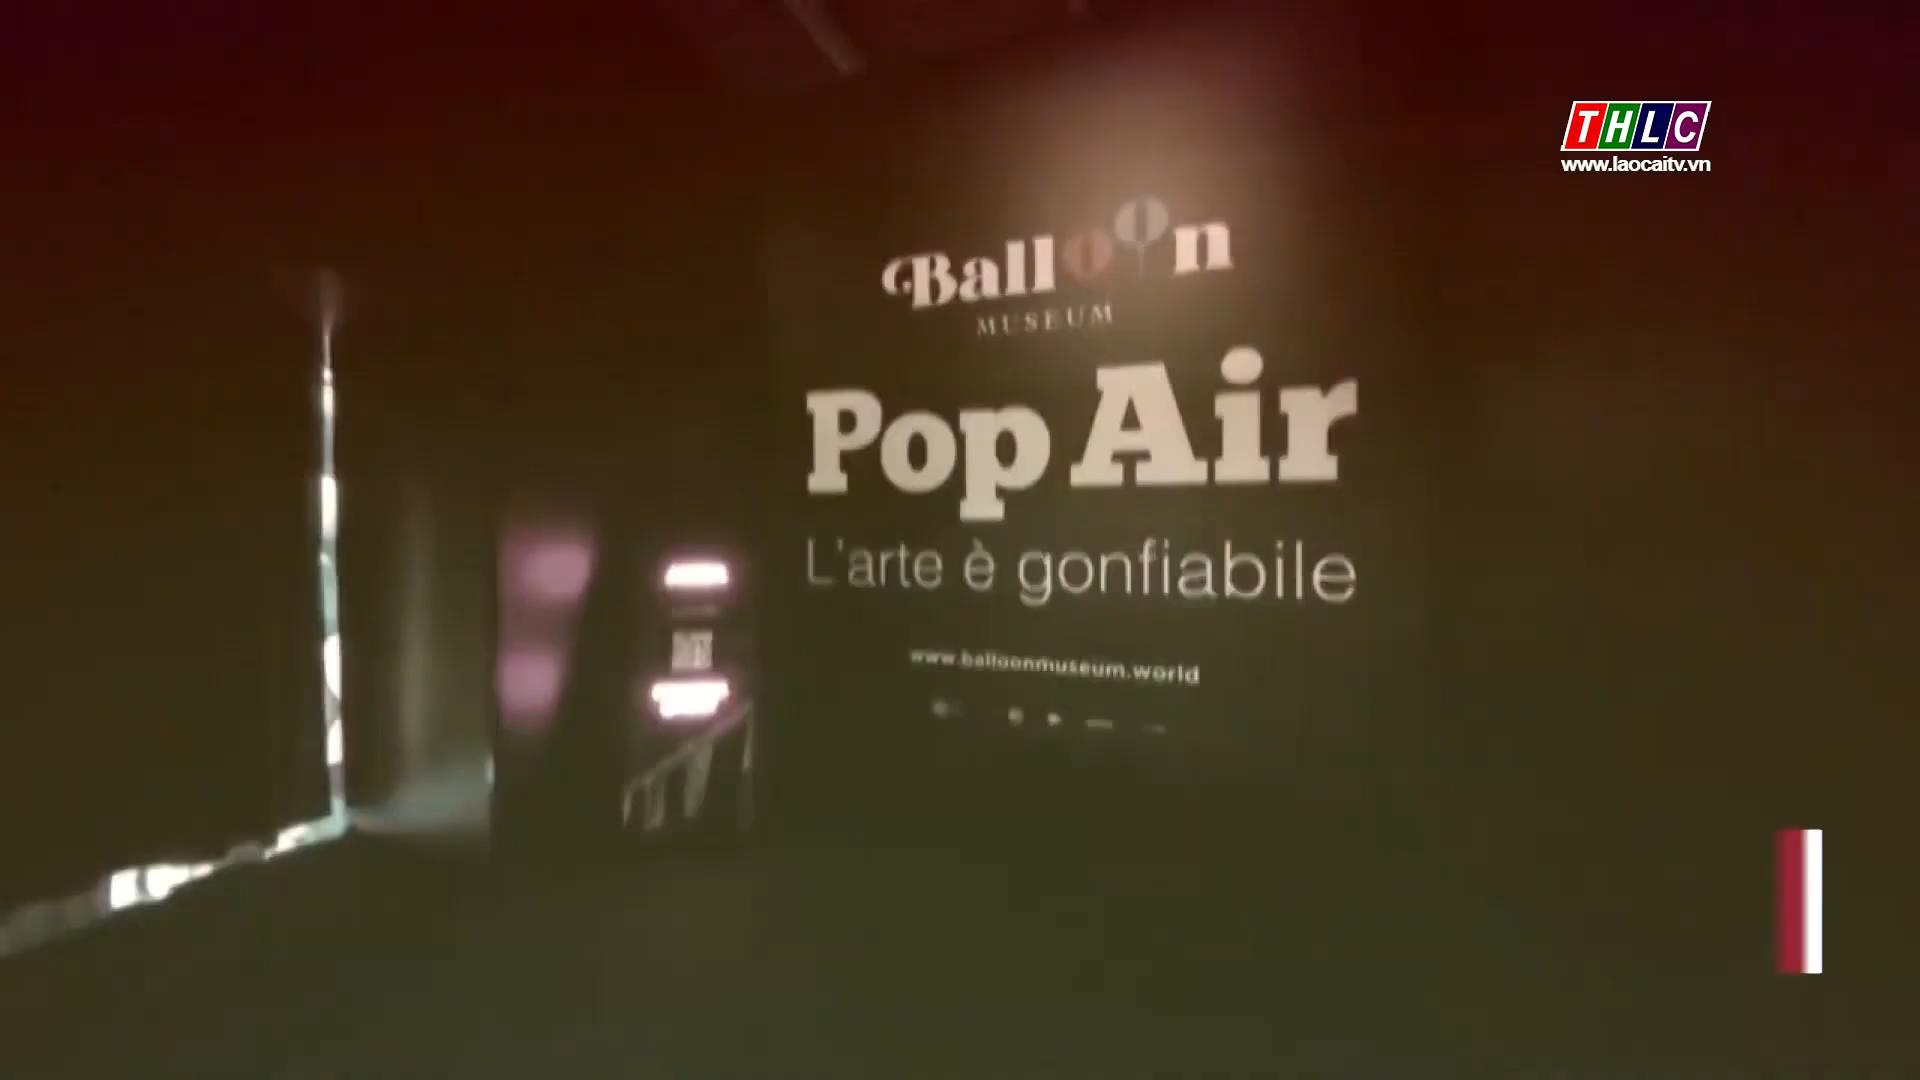 THLC
www.laocaitv.vn
Balloon
MUSEUM
Pop Air
L'arte è gonfiabile
www.balloonmuseum.world